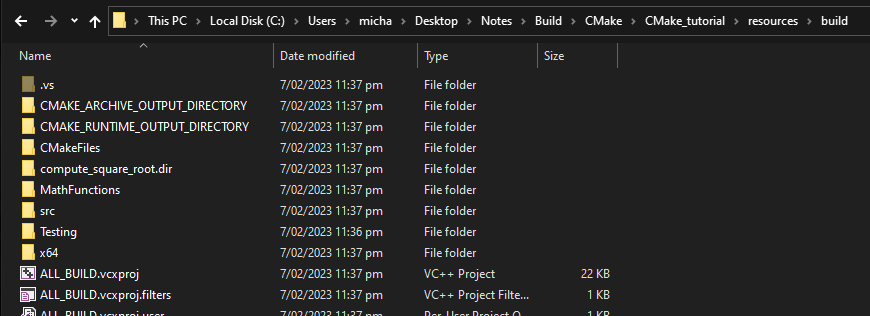 This PC > Local Disk (C:) > Users > micha > Desktop > Notes > Build > CMake > CMake_tutorial > resources > build
Name Date modified Type Size
.vs 7/02/2023 11:37 pm File folder
CMAKE_ARCHIVE_OUTPUT_DIRECTORY 7/02/2023 11:37 pm File folder
CMAKE_RUNTIME_OUTPUT_DIRECTORY 7/02/2023 11:37 pm File folder
CMakeFiles 7/02/2023 11:37 pm File folder
compute_square_root.dir 7/02/2023 11:37 pm File folder
MathFunctions 7/02/2023 11:37 pm File folder
src 7/02/2023 11:37 pm File folder
Testing 7/02/2023 11:36 pm File folder
x64 7/02/2023 11:37 pm File folder
ALL_BUILD.vcxproj 7/02/2023 11:37 pm VC++ Project 22 KB
ALL_BUILD.vcxproj.filters 7/02/2023 11:37 pm VC++ Project Filte... 1 KB
ALL_BUILD.vcxproj.user 7/02/2023 11:37 pm Per-User Project O... 1 KB